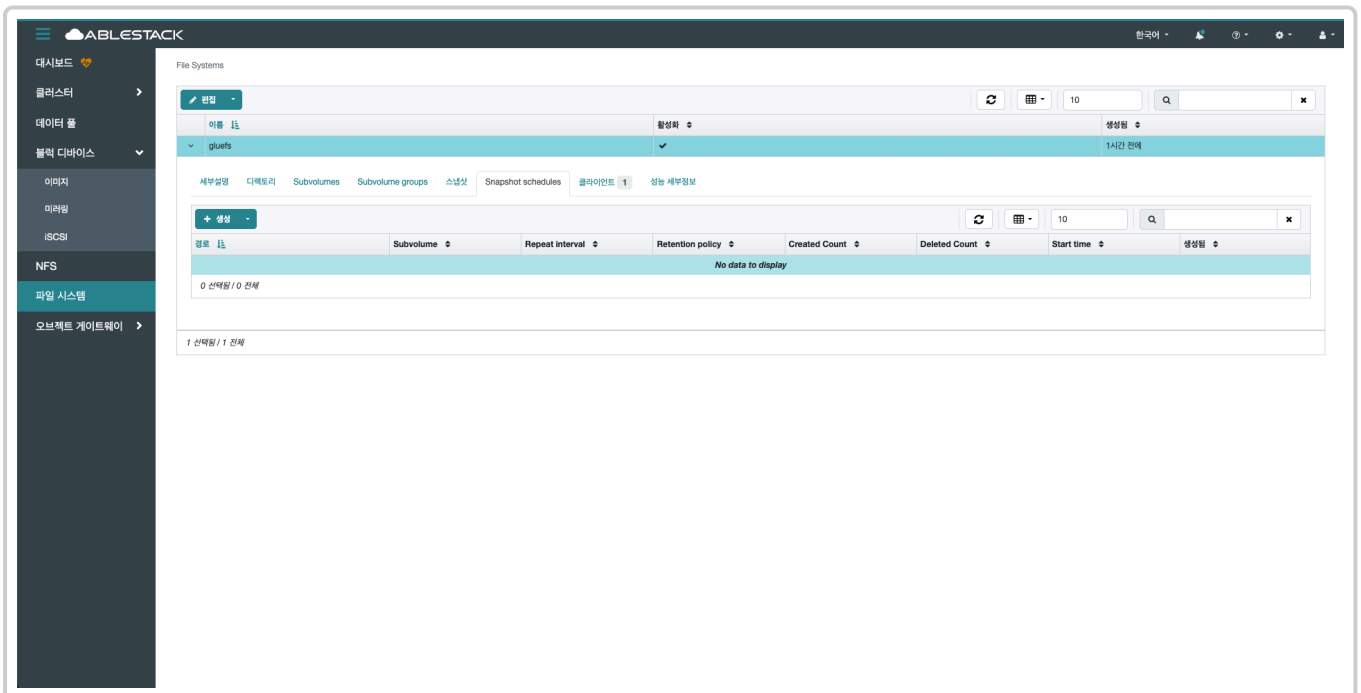 ABLESTACK
한국어
대시보드
클러스터
데이터 풀
블럭 디바이스
이미지
미러링
iSCSI
NFS
파일 시스템
오브젝트 게이트웨이
File Systems
편집
10
이름 활성화 생성됨
gluefs 1시간 전에
세부설명 디렉토리 Subvolumes Subvolume groups 스냅샷 Snapshot schedules 클라이언트 1 성능 세부정보
생성
10
경로 Subvolume Repeat interval Retention policy Created Count Deleted Count Start time 생성됨
No data to display
0 선택됨 / 0 전체
1 선택됨 / 1 전체